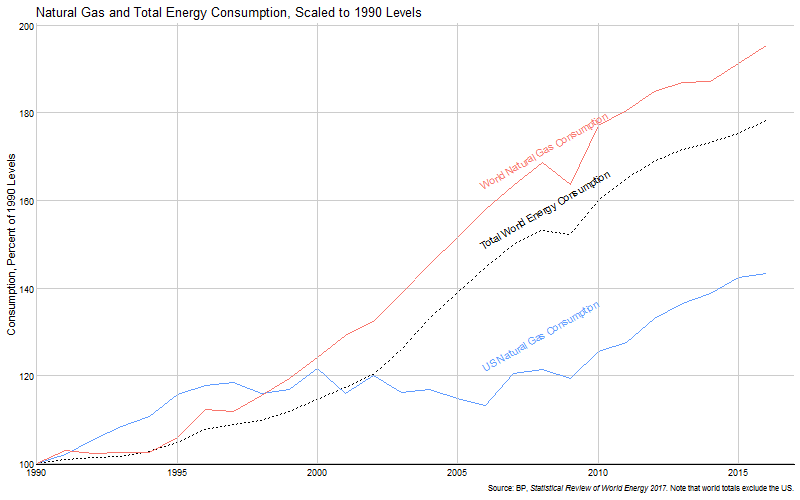 Natural Gas and Total Energy Consumption, Scaled to 1990 Levels
Consumption, Percent of 1990 Levels
200
180
160
140
120
100
World Natural Gas Consumption
Total World Energy Consumption
US Natural Gas Consumption
1990 1995 2000 2005 2010 2015
Source: BP, Statistical Review of World Energy 2017. Note that world totals exclude the US.